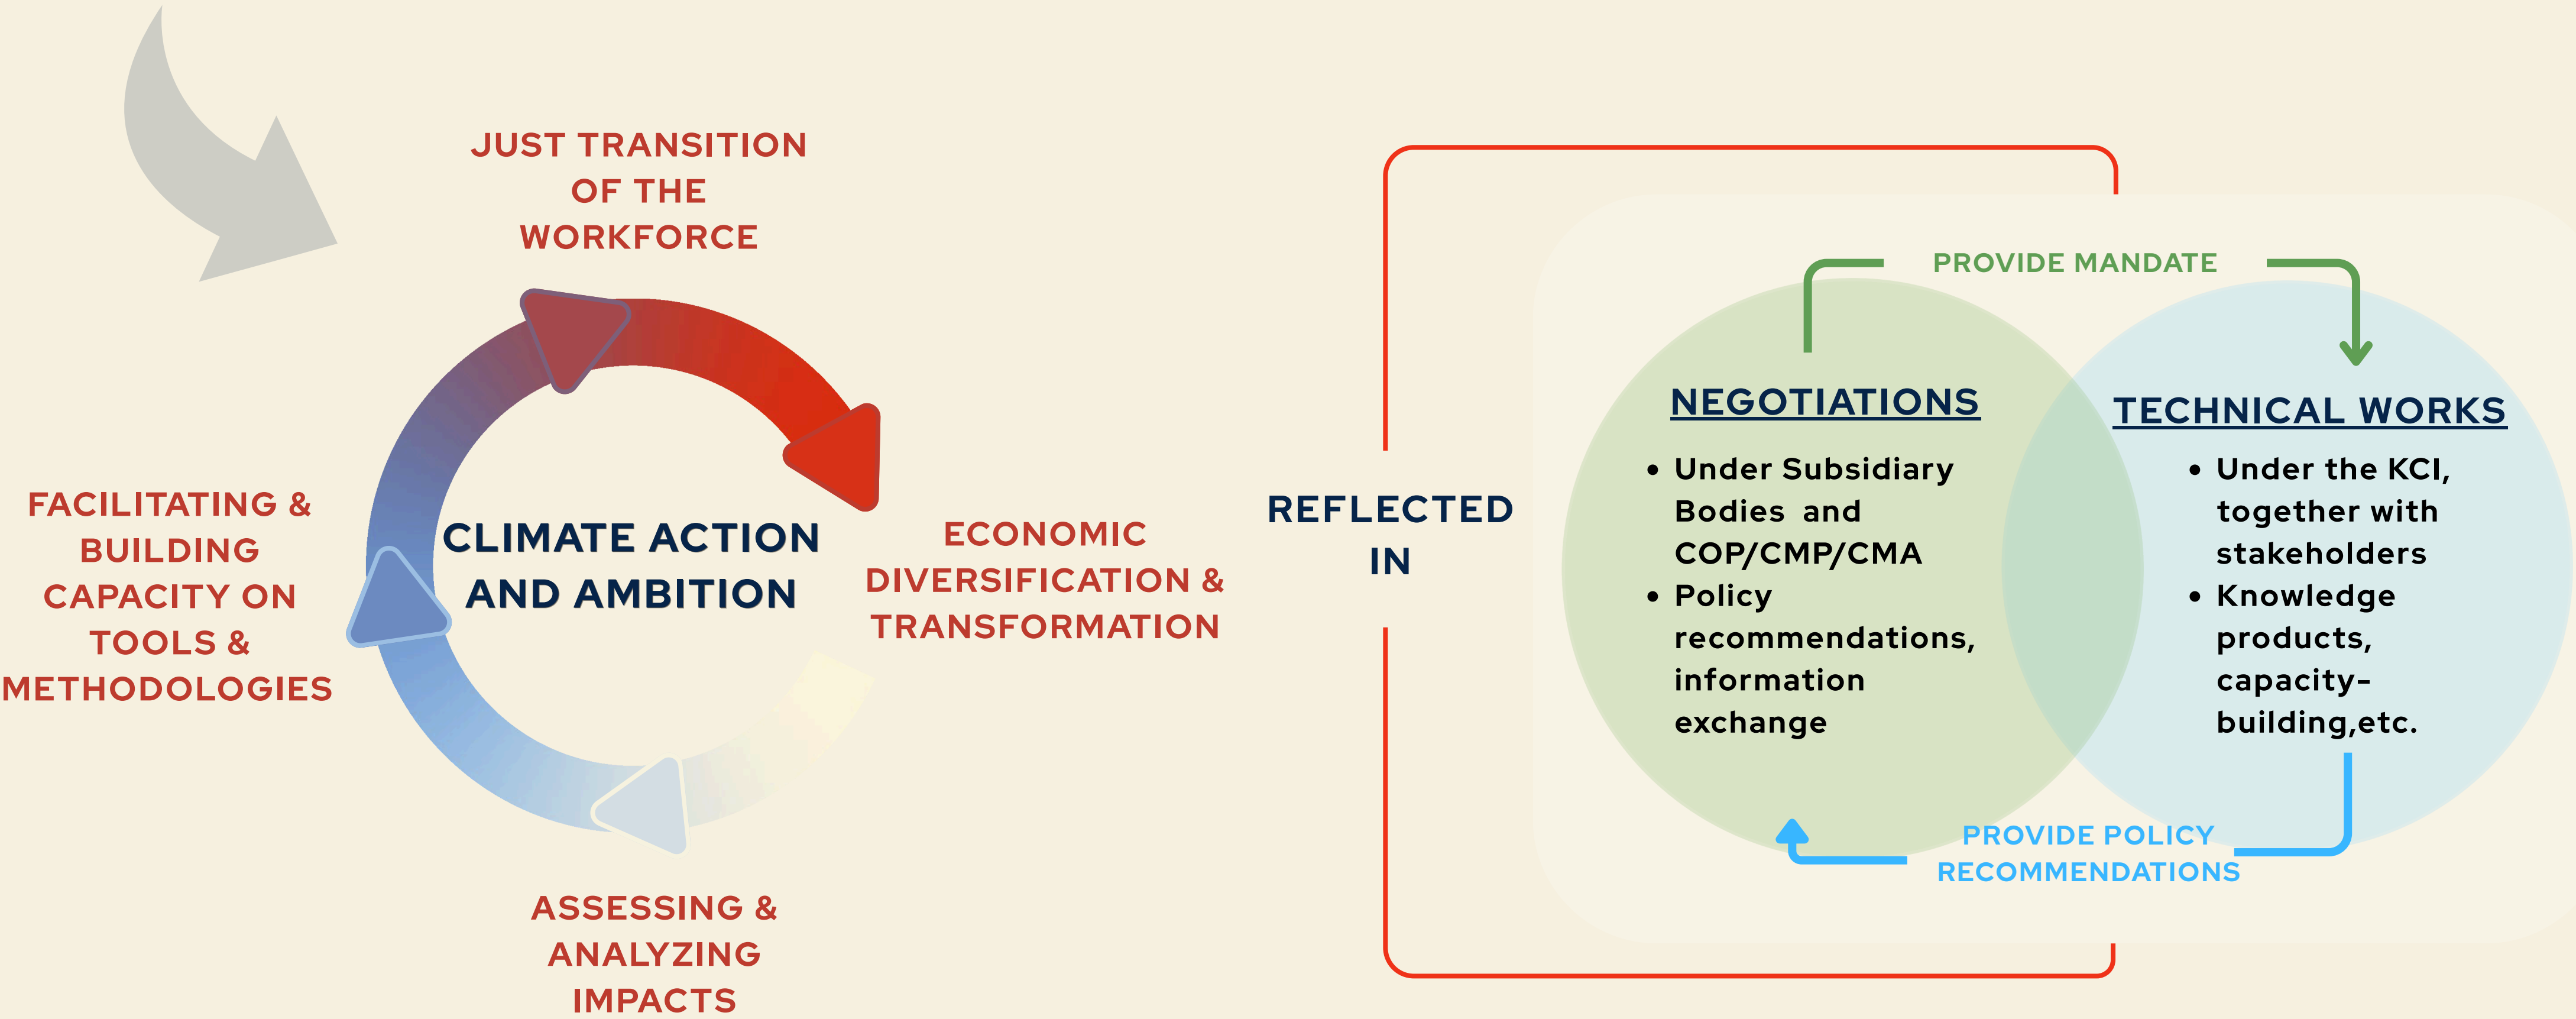 JUST TRANSITION
OF THE
WORKFORCE
FACILITATING &
BUILDING
CAPACITY ON
TOOLS &
METHODOLOGIES
CLIMATE ACTION
AND AMBITION
ECONOMIC
DIVERSIFICATION &
TRANSFORMATION
ASSESSING &
ANALYZING
IMPACTS
REFLECTED
IN
PROVIDE MANDATE
NEGOTIATIONS
• Under Subsidiary
Bodies and
COP/CMP/CMA
• Policy
recommendations,
information
exchange
TECHNICAL WORKS
• Under the KCI,
together with
stakeholders
• Knowledge
products,
capacity-
building,etc.
PROVIDE POLICY
RECOMMENDATIONS